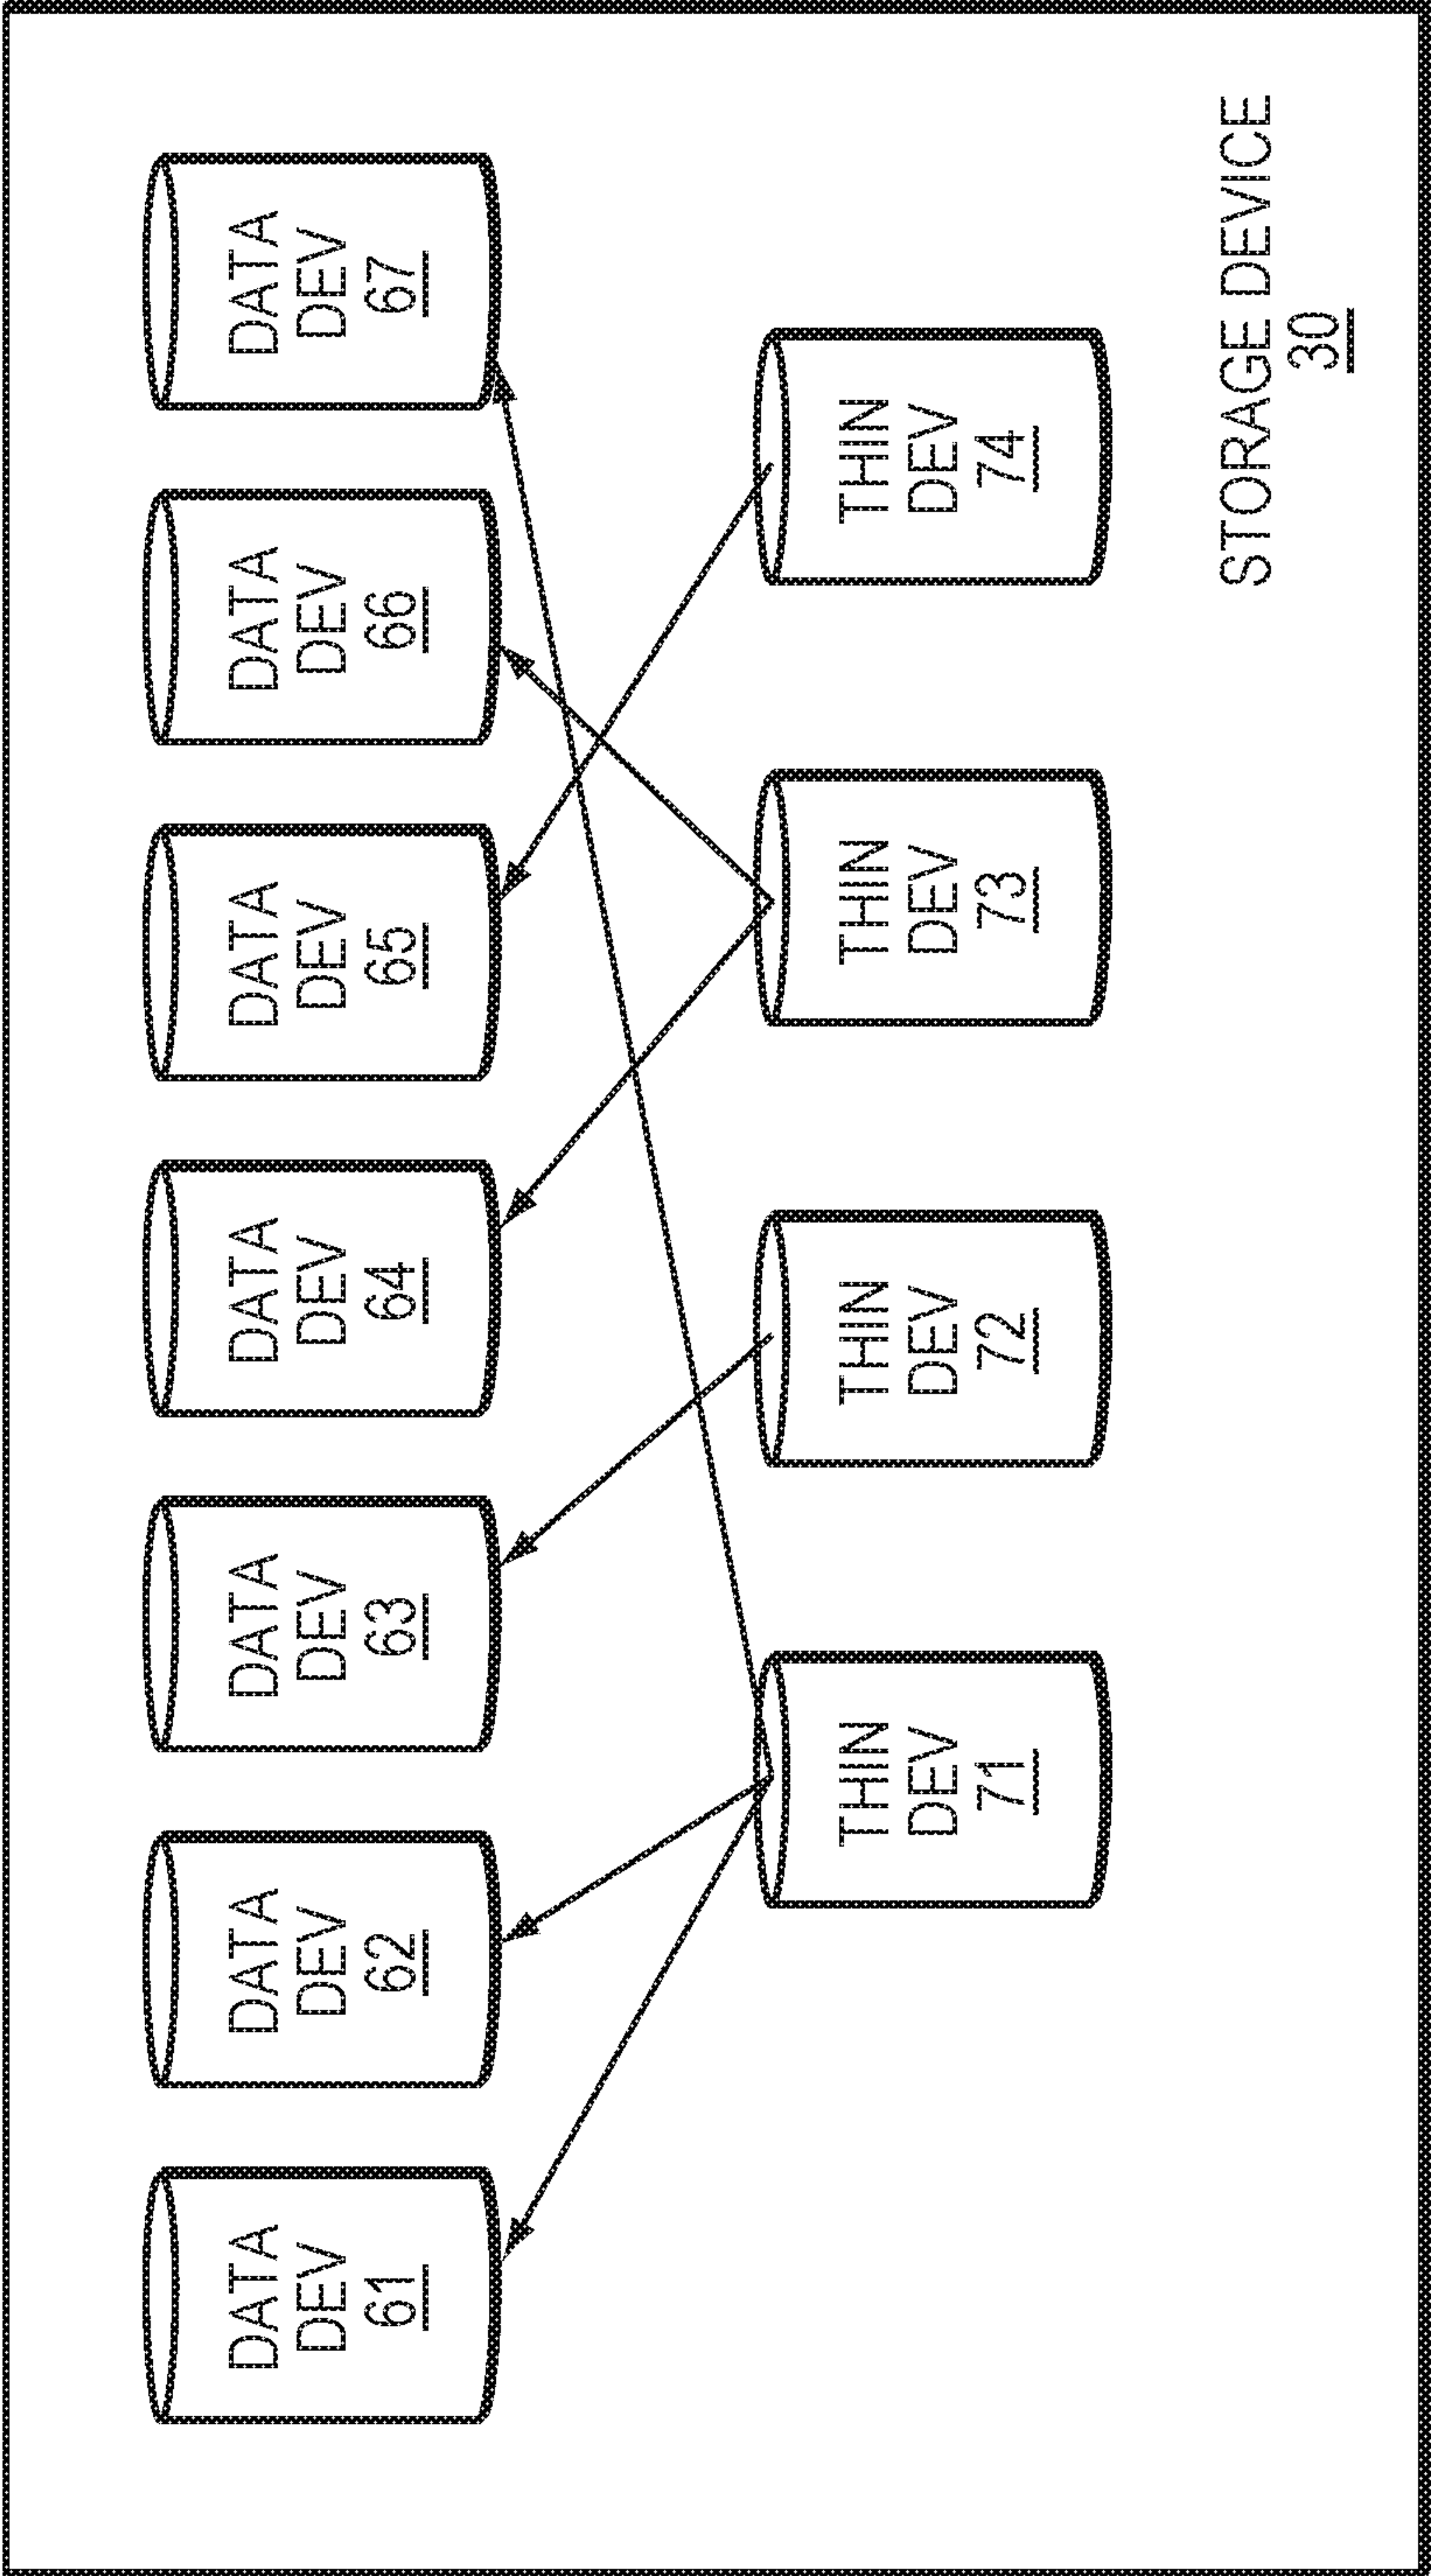 DATA
DEV
61
DATA
DEV
62
DATA
DEV
63
DATA
DEV
64
DATA
DEV
65
DATA
DEV
66
DATA
DEV
67
THIN
DEV
71
THIN
DEV
72
THIN
DEV
73
THIN
DEV
74
STORAGE DEVICE
30